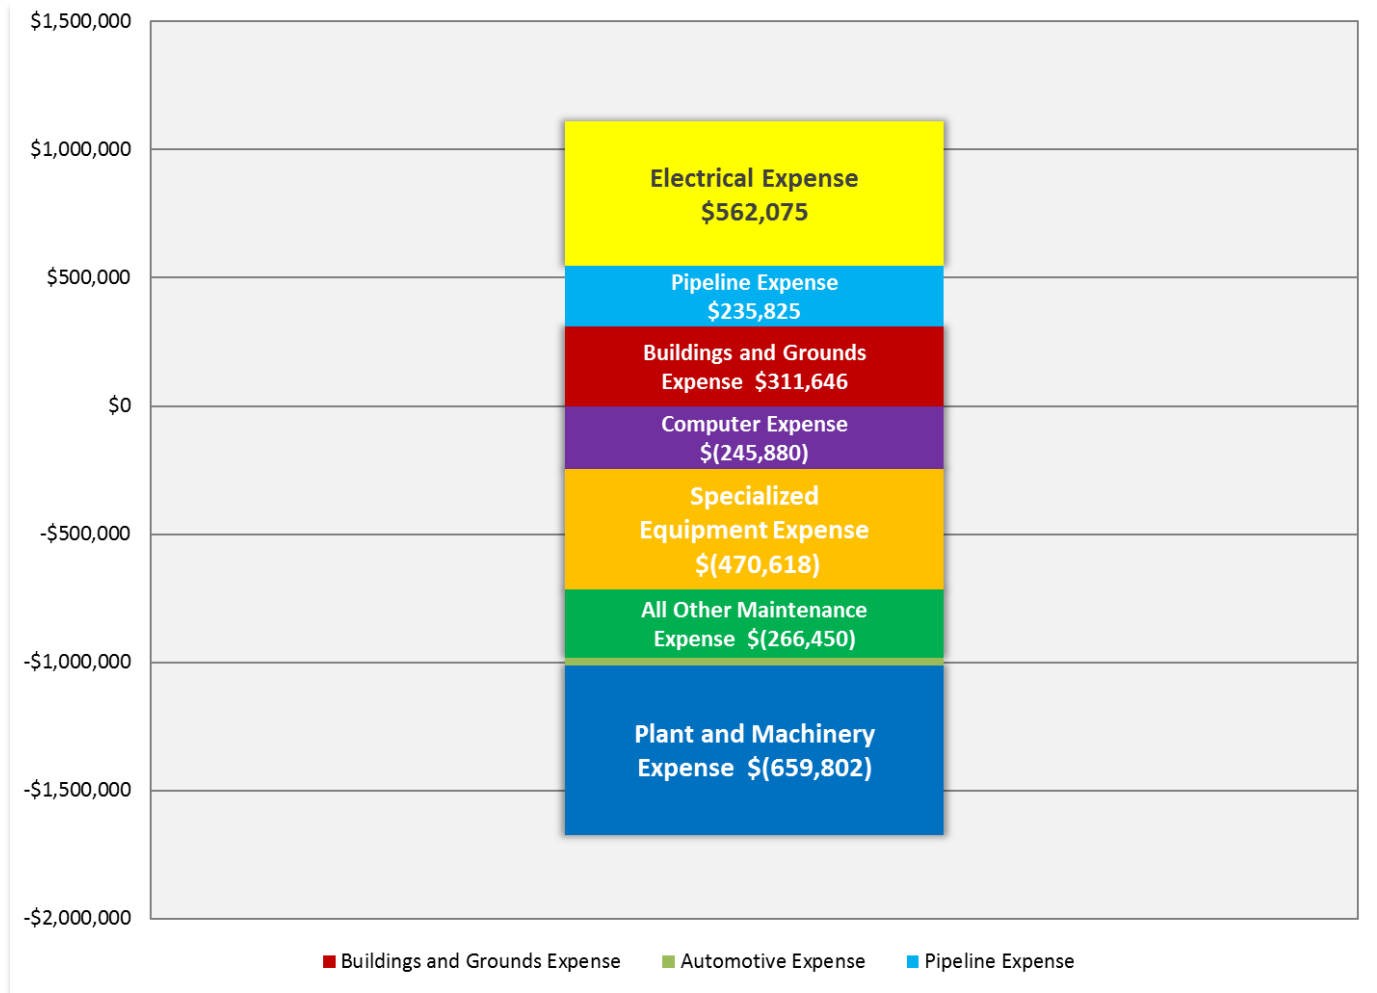 $1,500,000
$1,000,000
$500,000
$0
-$500,000
-$1,000,000
-$1,500,000
-$2,000,000
Electrical Expense
$562,075
Pipeline Expense
$235,825
Buildings and Grounds
Expense $311,646
Computer Expense
$(245,880)
Specialized
Equipment Expense
$(470,618)
All Other Maintenance
Expense $(266,450)
Plant and Machinery
Expense $(659,802)
Buildings and Grounds Expense
Automotive Expense
Pipeline Expense